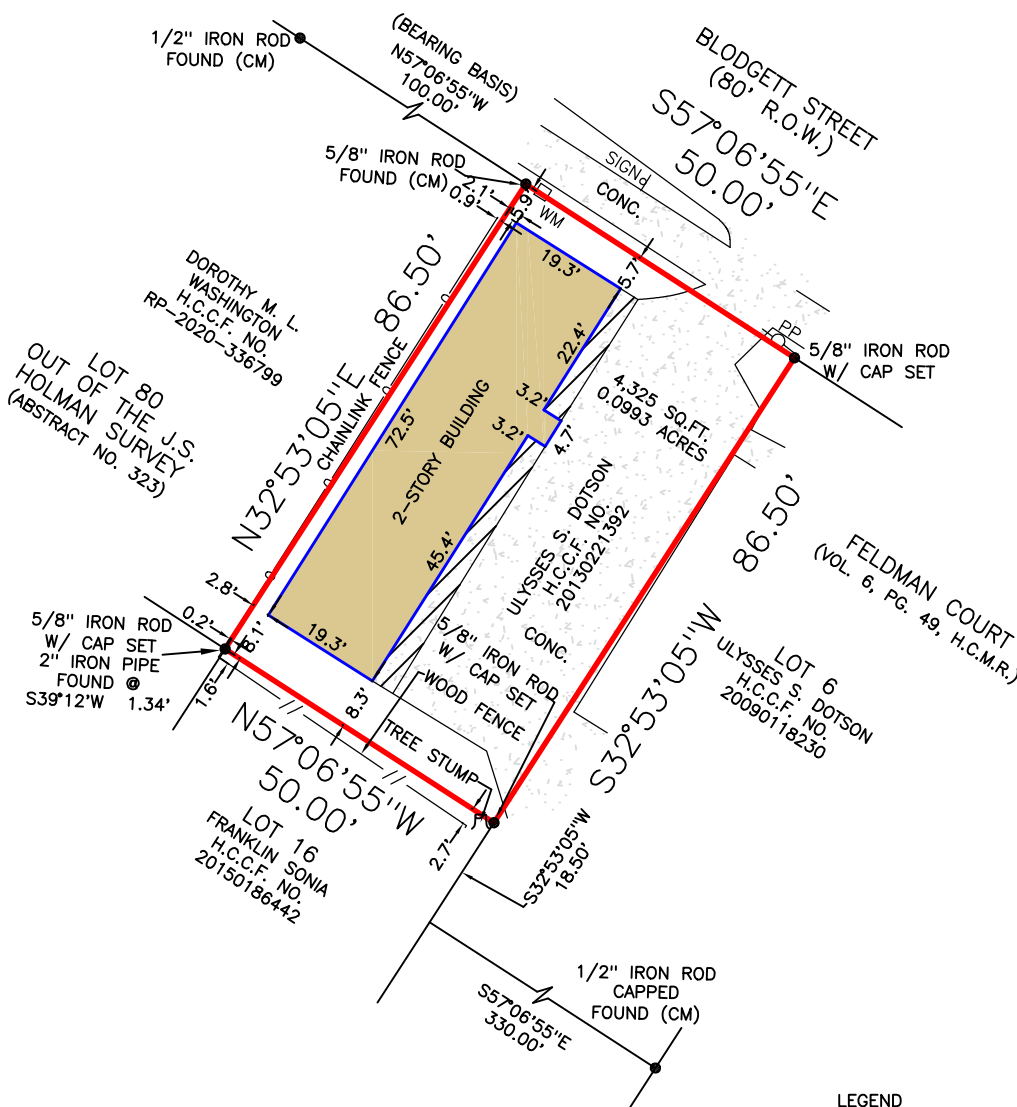 1/2" IRON ROD
FOUND (CM)
(BEARING BASIS)
N57°06'55"W
100.00'
BLODGETT STREET
(80' R.O.W.)
S57°06'55"E
50.00'
5/8" IRON ROD
FOUND (CM)
2.1'
0.9'
5.9'
WM
SIGN
CONC.
19.3'
5.7'
PP
5/8" IRON ROD
W/ CAP SET
DOROTHY M. L.
WASHINGTON
H.C.C.F. NO.
RP-2020-336799
LOT 80
OUT OF THE J.S.
HOLMAN SURVEY
(ABSTRACT NO. 323)
N32°53'05"E 86.50'
CHAINLINK FENCE
72.5'
2-STORY BUILDING
22.4'
3.2'
3.2'
4.7'
45.4'
19.3'
4,325 SQ.FT.
0.0993 ACRES
ULYSSES S. DOTSON
H.C.C.F. NO.
20130221392
CONC.
S32°53'05"W 86.50'
FELDMAN COURT
(VOL. 6, PG. 49, H.C.M.R.)
LOT 6
ULYSSES S. DOTSON
H.C.C.F. NO.
20090118230
2.8'
0.2'
8.1'
1.6'
5/8" IRON ROD
W/ CAP SET
2" IRON PIPE
FOUND @
S39°12'W 1.34'
5/8" IRON ROD
W/ CAP SET
WOOD FENCE
8.3'
TREE STUMP
N57°06'55"W
50.00'
2.7'
LOT 16
FRANKLIN SONIA
H.C.C.F. NO.
20150186442
S32°53'05"W
18.50'
S57°06'55"E
330.00'
1/2" IRON ROD
CAPPED
FOUND (CM)
LEGEND